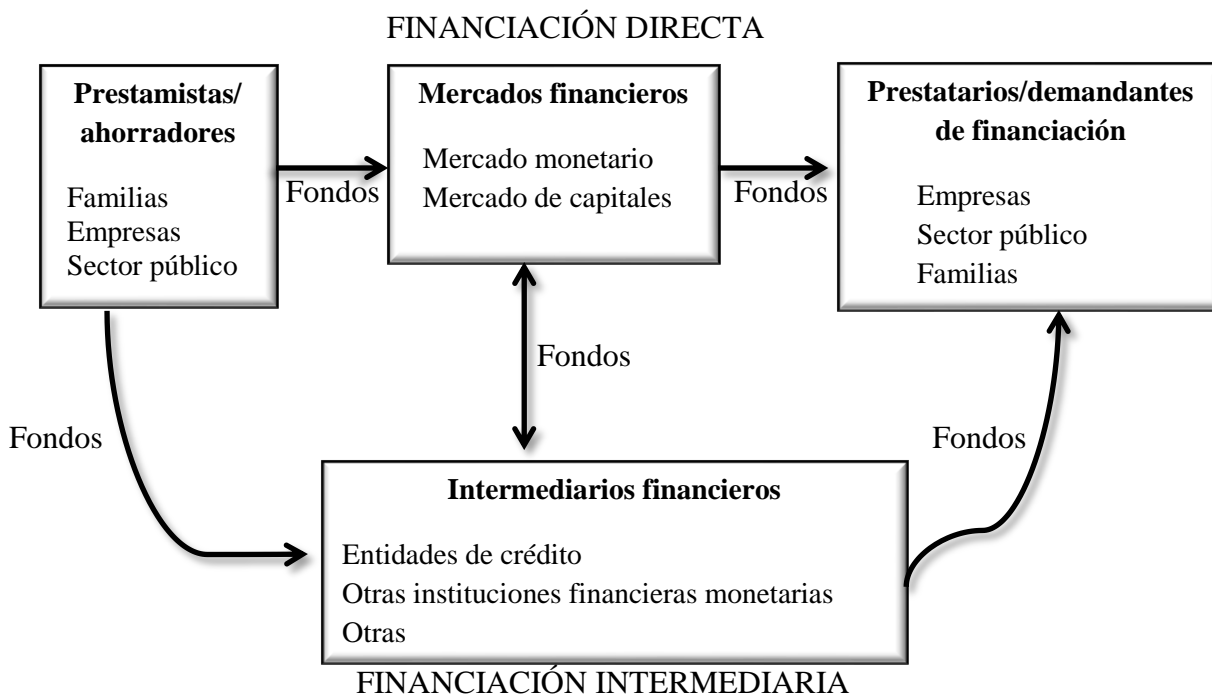 FINANCIACIÓN DIRECTA
Prestamistas/
ahorradores
Familias
Empresas
Sector público
Fondos
Mercados financieros
Mercado monetario
Mercado de capitales
Fondos
Prestatarios/demandantes
de financiación
Empresas
Sector público
Familias
Fondos
Fondos
Fondos
Intermediarios financieros
Entidades de crédito
Otras instituciones financieras monetarias
Otras
FINANCIACIÓN INTERMEDIARIA